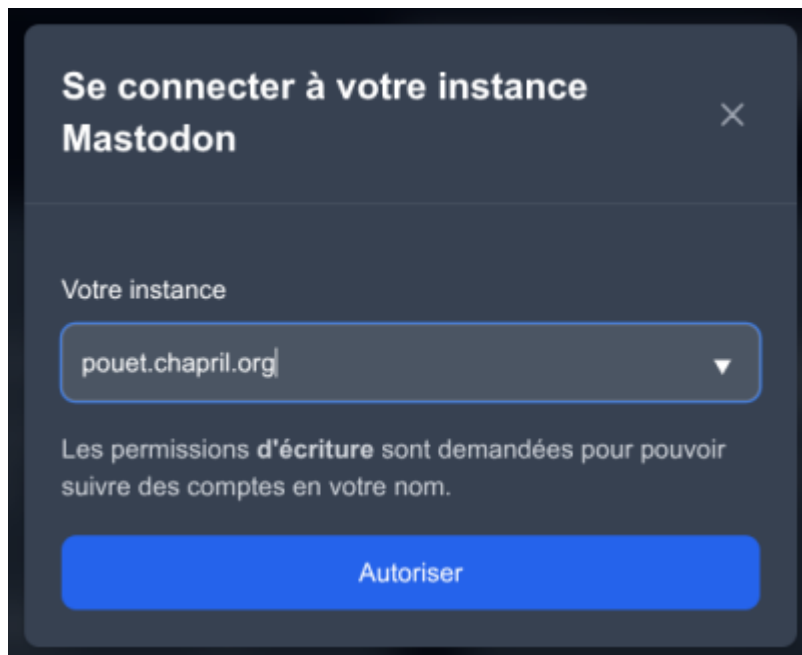 Se connecter à votre instance
Mastodon
Votre instance
pouet.chapril.org
Les permissions d'écriture sont demandées pour pouvoir
suivre des comptes en votre nom.
Autoriser